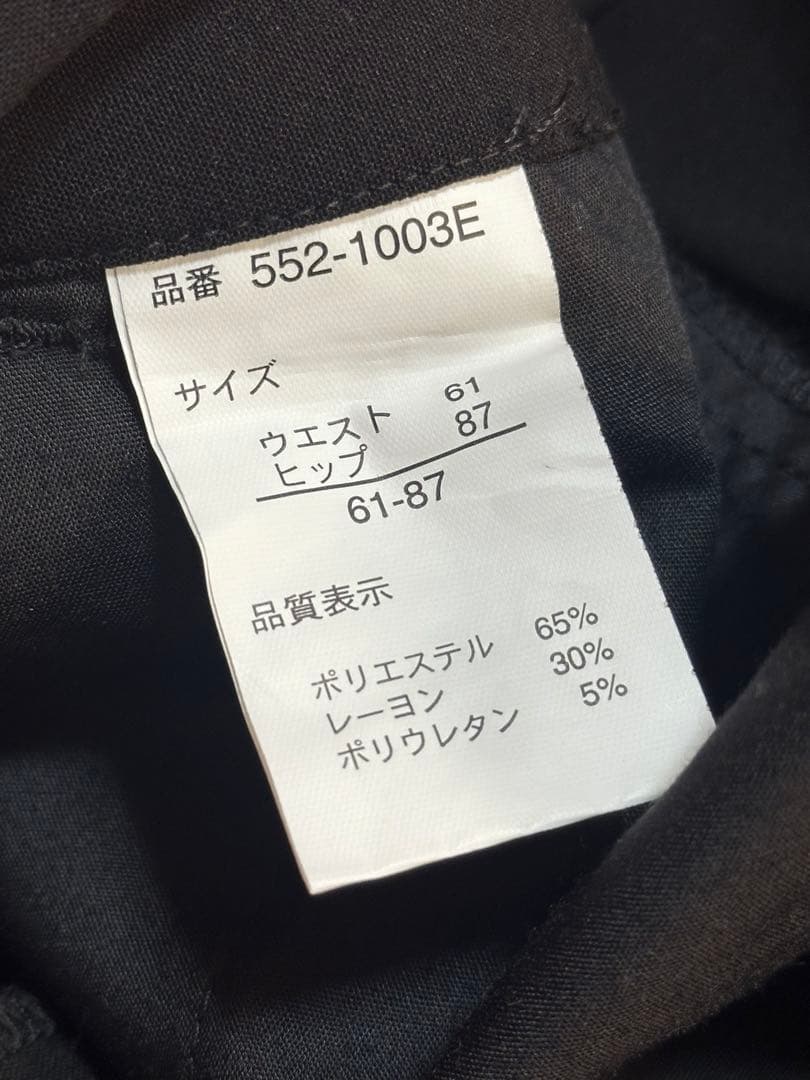 品番 552-1003E
サイズ
ウエスト 61
ヒップ 87
61-87
品質表示
ポリエステル 65%
レーヨン 30%
ポリウレタン 5%